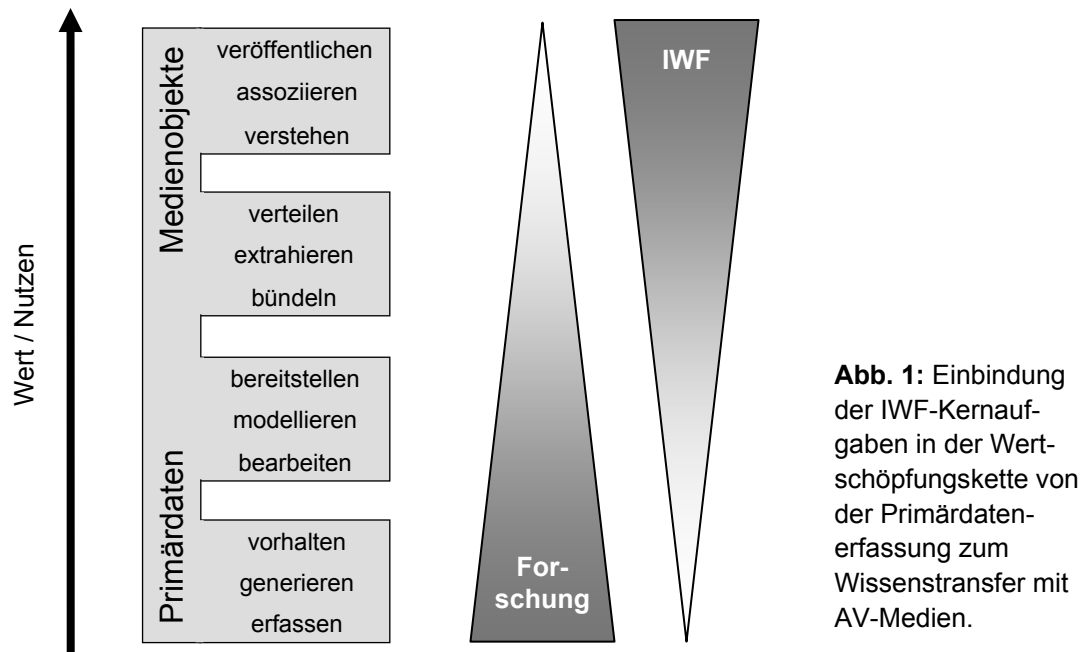 Wert / Nutzen
Medienobjekte
Primärdaten
veröffentlichen
assoziieren
verstehen
verteilen
extrahieren
bündeln
bereitstellen
modellieren
bearbeiten
vorhalten
generieren
erfassen
For-
schung
IWF
Abb. 1: Einbindung
der IWF-Kernauf-
gaben in der Wert-
schöpfungskette von
der Primärdaten-
erfassung zum
Wissenstransfer mit
AV-Medien.